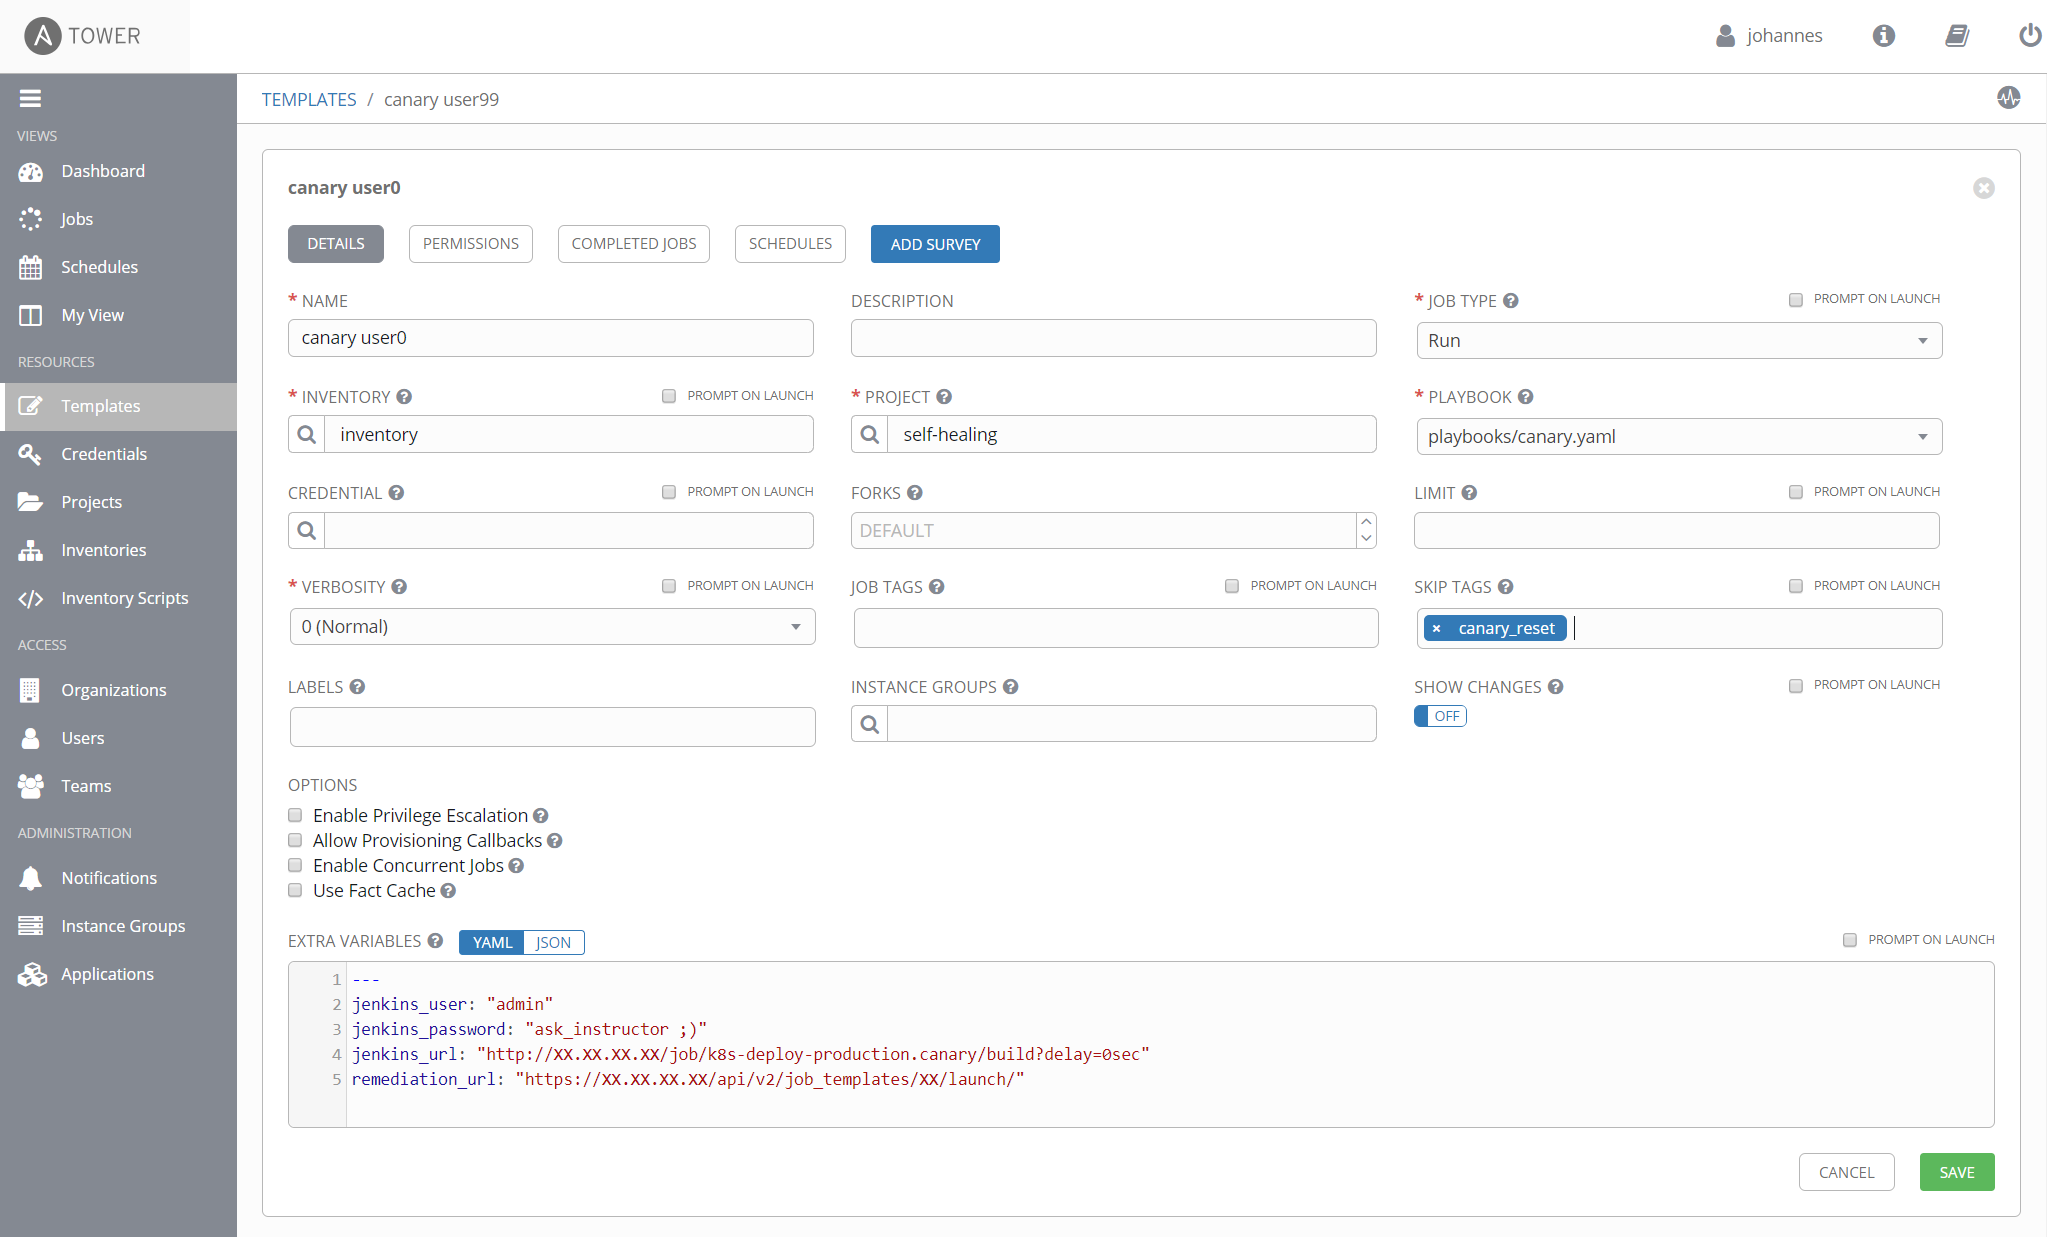 TOWER
johannes
VIEWS
Dashboard
Jobs
Schedules
My View
RESOURCES
Templates
Credentials
Projects
Inventories
Inventory Scripts
ACCESS
Organizations
Users
Teams
ADMINISTRATION
Notifications
Instance Groups
Applications
TEMPLATES / canary user99
canary user0
DETAILS PERMISSIONS COMPLETED JOBS SCHEDULES ADD SURVEY
* NAME DESCRIPTION * JOB TYPE ? PROMPT ON LAUNCH
canary user0 Run
* INVENTORY ? PROMPT ON LAUNCH * PROJECT ? * PLAYBOOK ?
inventory self-healing playbooks/canary.yaml
CREDENTIAL ? PROMPT ON LAUNCH FORKS ? LIMIT ? PROMPT ON LAUNCH
DEFAULT
* VERBOSITY ? PROMPT ON LAUNCH JOB TAGS ? PROMPT ON LAUNCH SKIP TAGS ? PROMPT ON LAUNCH
0 (Normal) × canary_reset
LABELS ? INSTANCE GROUPS ? SHOW CHANGES ? PROMPT ON LAUNCH
OFF
OPTIONS
Enable Privilege Escalation ?
Allow Provisioning Callbacks ?
Enable Concurrent Jobs ?
Use Fact Cache ?
EXTRA VARIABLES ? YAML JSON PROMPT ON LAUNCH
1 ---
2 jenkins_user: "admin"
3 jenkins_password: "ask_instructor ;)"
4 jenkins_url: "http://XX.XX.XX.XX/job/k8s-deploy-production.canary/build?delay=0sec"
5 remediation_url: "https://XX.XX.XX.XX/api/v2/job_templates/XX/launch/"
CANCEL SAVE